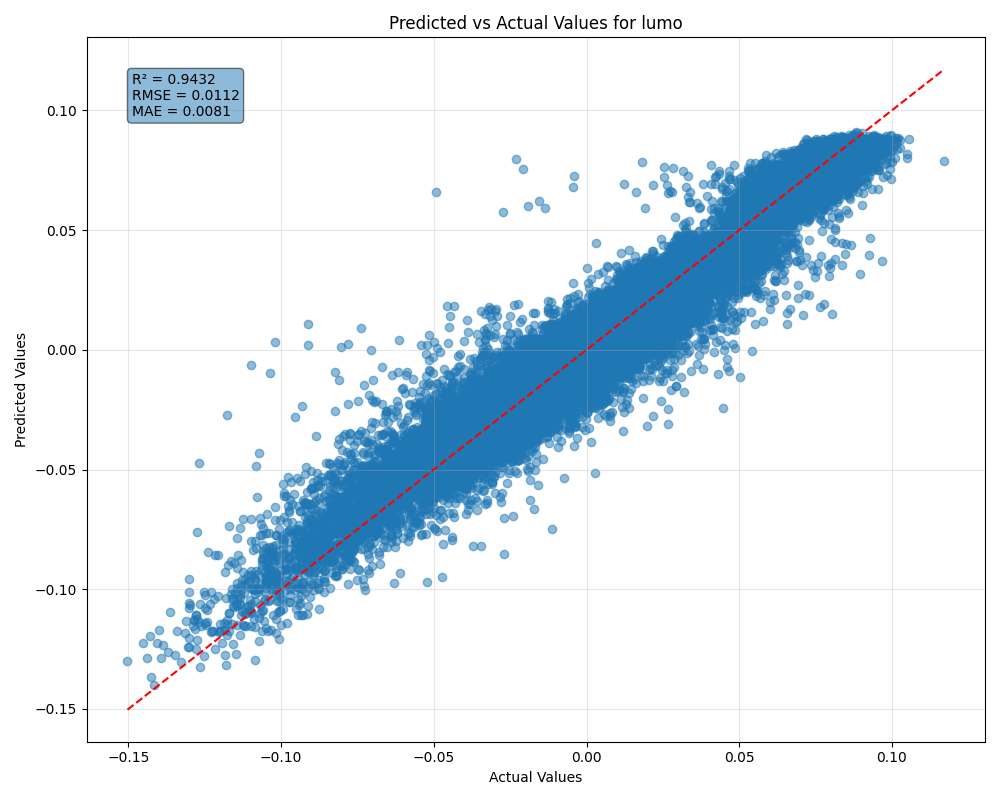 Predicted vs Actual Values for lumo
R² = 0.9432
RMSE = 0.0112
MAE = 0.0081
Predicted Values
0.10
0.05
0.00
−0.05
−0.10
−0.15
−0.15 −0.10 −0.05 0.00 0.05 0.10
Actual Values